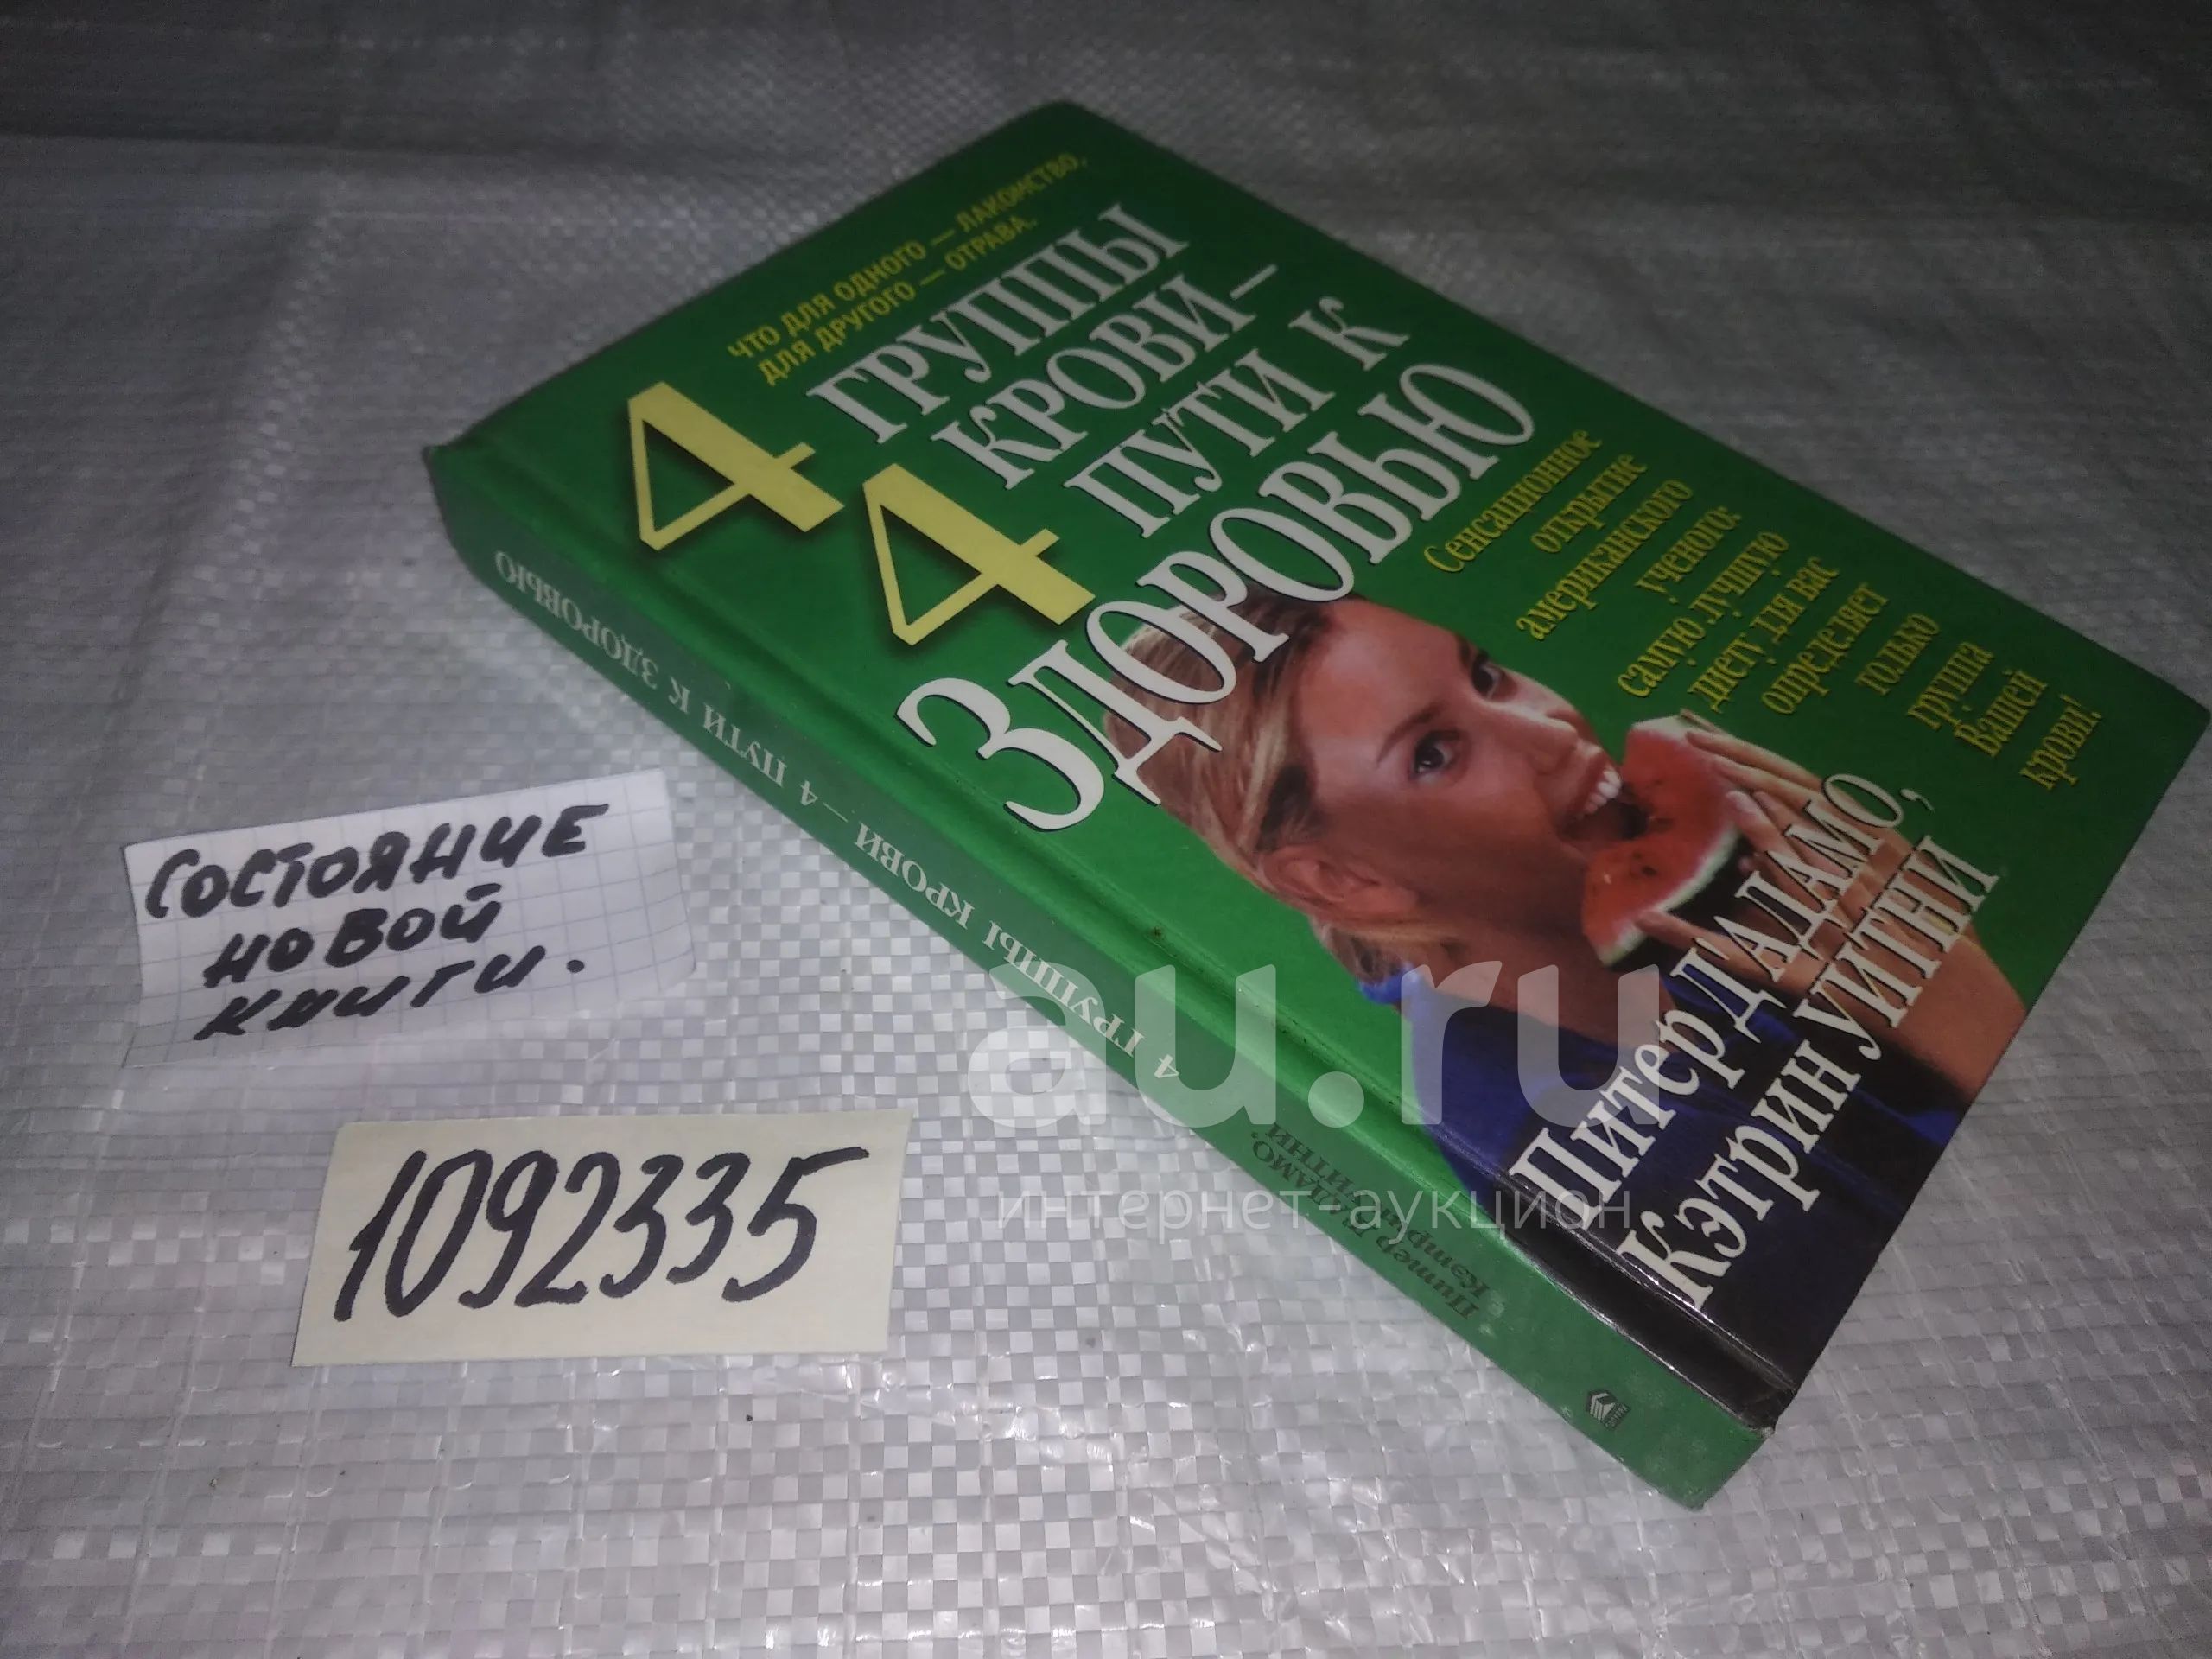 ЧТО ДЛЯ ОДНОГО — ЛАКОМСТВО,
ДЛЯ ДРУГОГО — ОТРАВА.
4 ГРУППЫ
КРОВИ –
4 ПУТИ К
ЗДОРОВЬЮ
Сенсационное
открытие
американского
ученого:
самую лучшую
диету для вас
определяет
только
группа
Вашей
крови!
Питер Д'АДАМО,
Кэтрин УИТНИ
4 ГРУППЫ КРОВИ — 4 ПУТИ К ЗДОРОВЬЮ
Питер Д'АДАМО,
Кэтрин УИТНИ
СОСТОЯНИЕ
НОВОЙ
КНИГИ.
1092335
au.ru
интернет-аукцион